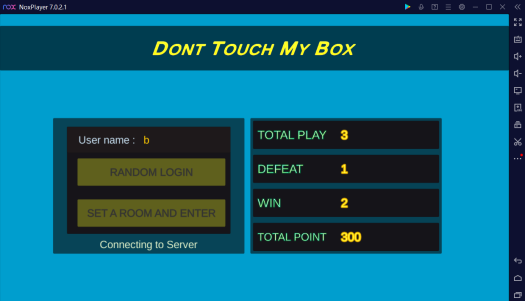 nox NoxPlayer 7.0.2.1
DONT TOUCH MY BOX
User name : b
RANDOM LOGIN
SET A ROOM AND ENTER
Connecting to Server
TOTAL PLAY 3
DEFEAT 1
WIN 2
TOTAL POINT 300